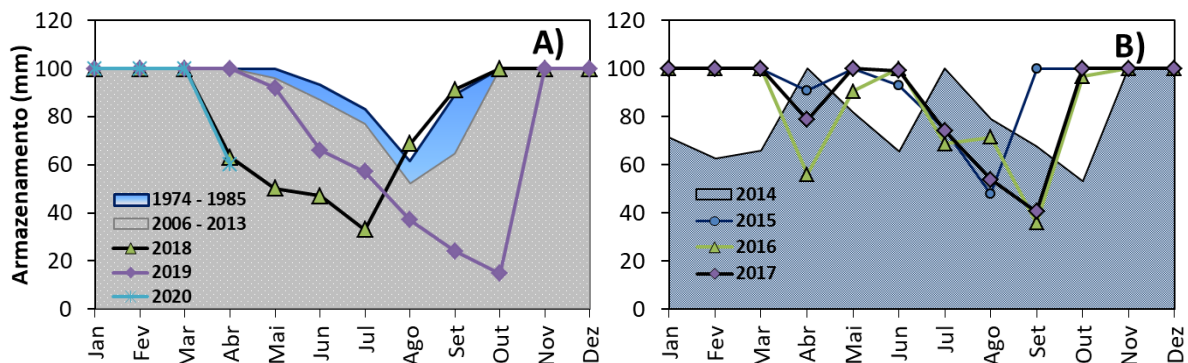 Armazenamento (mm)
120
100
80
60
40
20
0
A)
1974 - 1985
2006 - 2013
2018
2019
2020
Jan
Fev
Mar
Abr
Mai
Jun
Jul
Ago
Set
Out
Nov
Dez
120
100
80
60
40
20
0
B)
2014
2015
2016
2017
Jan
Fev
Mar
Abr
Mai
Jun
Jul
Ago
Set
Out
Nov
Dez